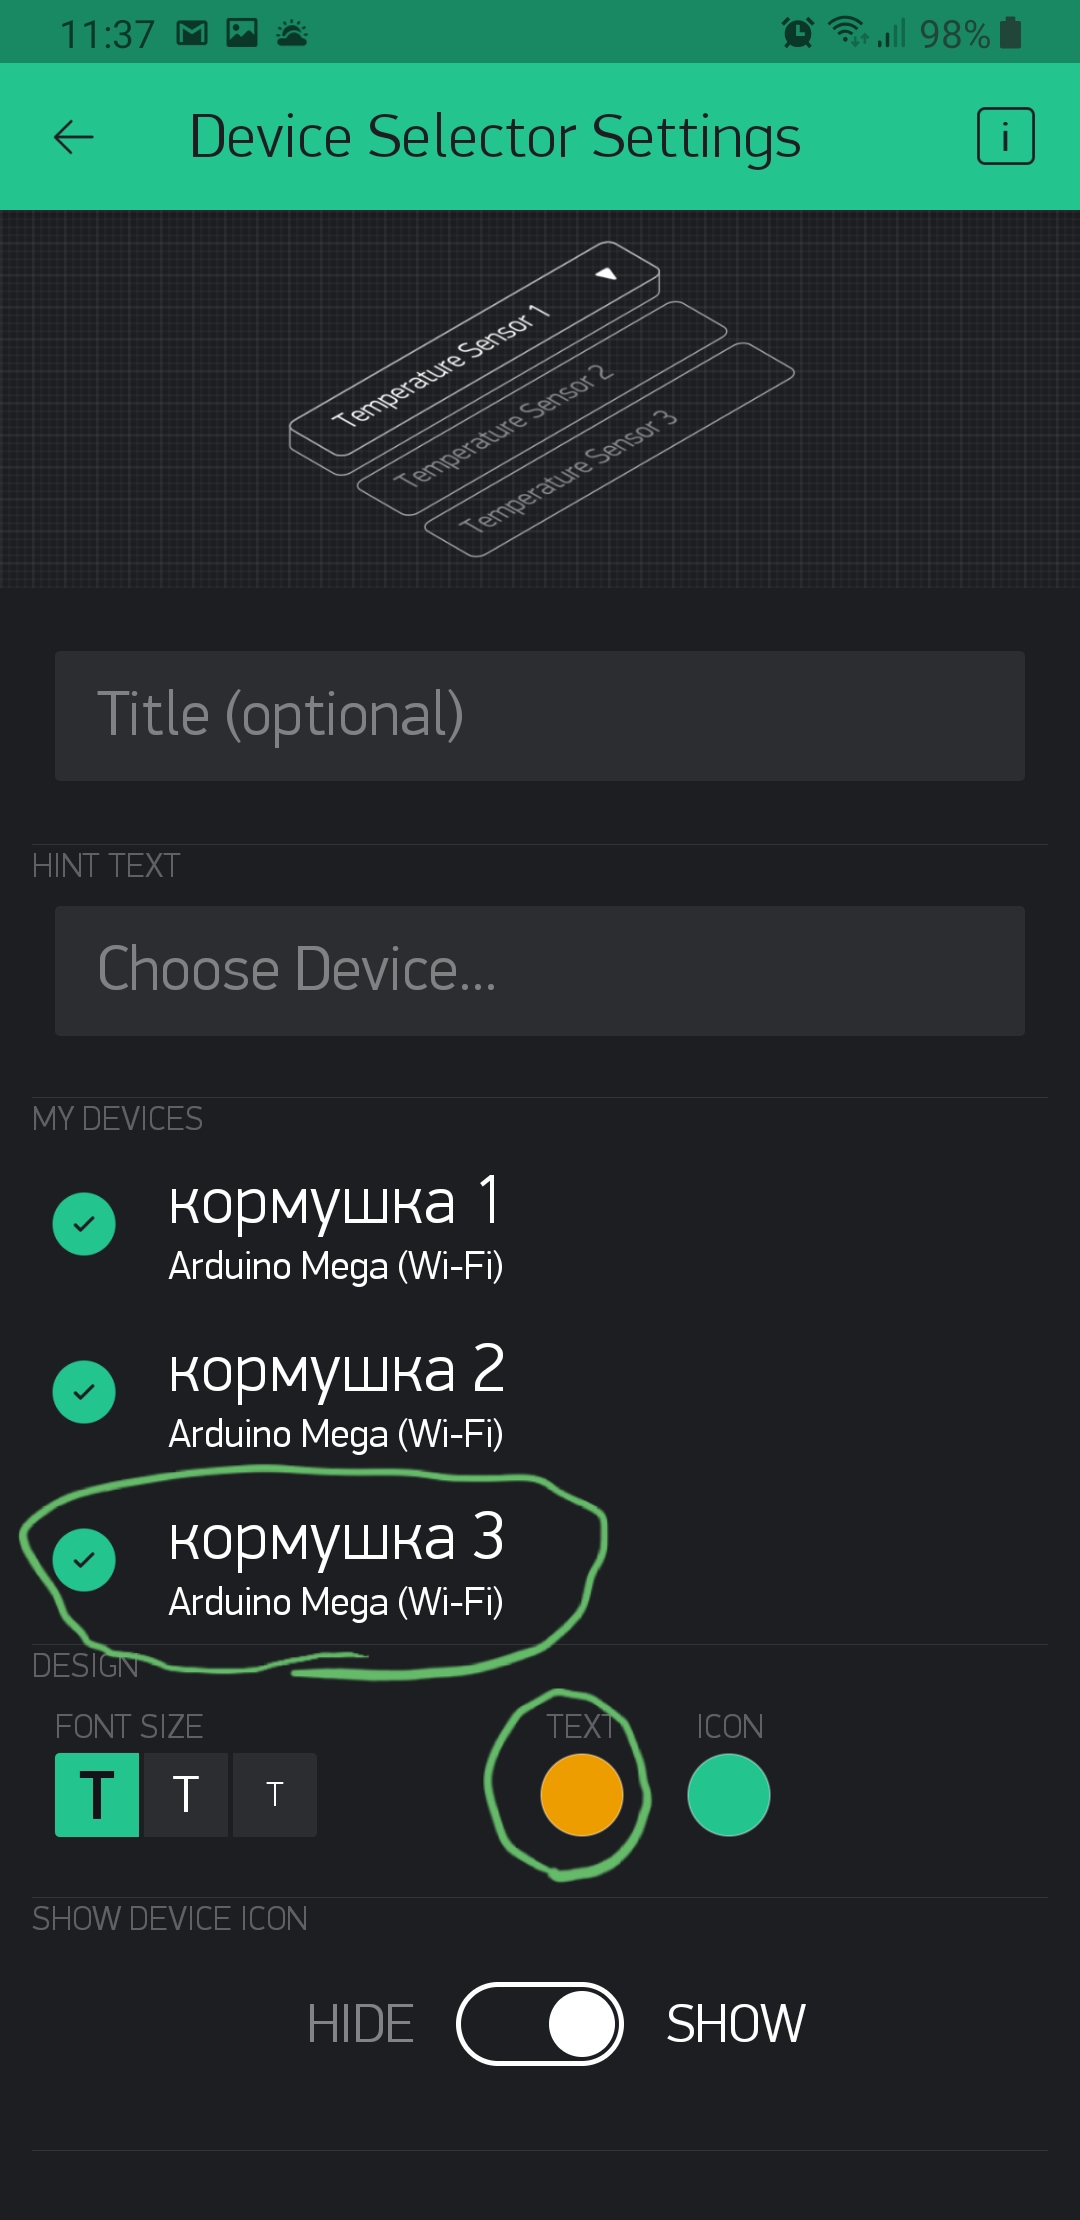 11:37 98%
Device Selector Settings i
Temperature Sensor 1
Temperature Sensor 2
Temperature Sensor 3
Title (optional)
HINT TEXT
Choose Device...
MY DEVICES
кормушка 1
Arduino Mega (Wi-Fi)
кормушка 2
Arduino Mega (Wi-Fi)
кормушка 3
Arduino Mega (Wi-Fi)
DESIGN
FONT SIZE TEXT ICON
T T T
SHOW DEVICE ICON
HIDE SHOW